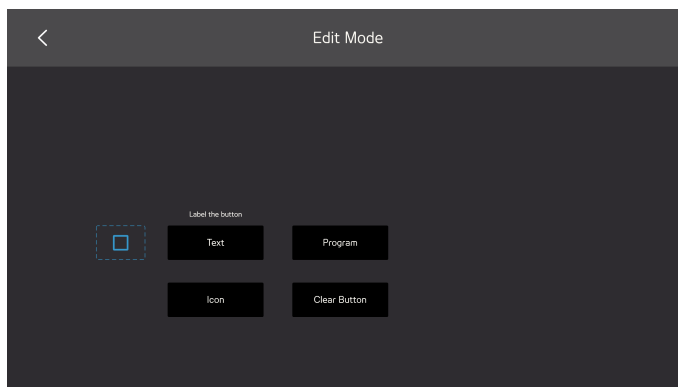 Edit Mode
Label the button
Text
Program
Icon
Clear Button